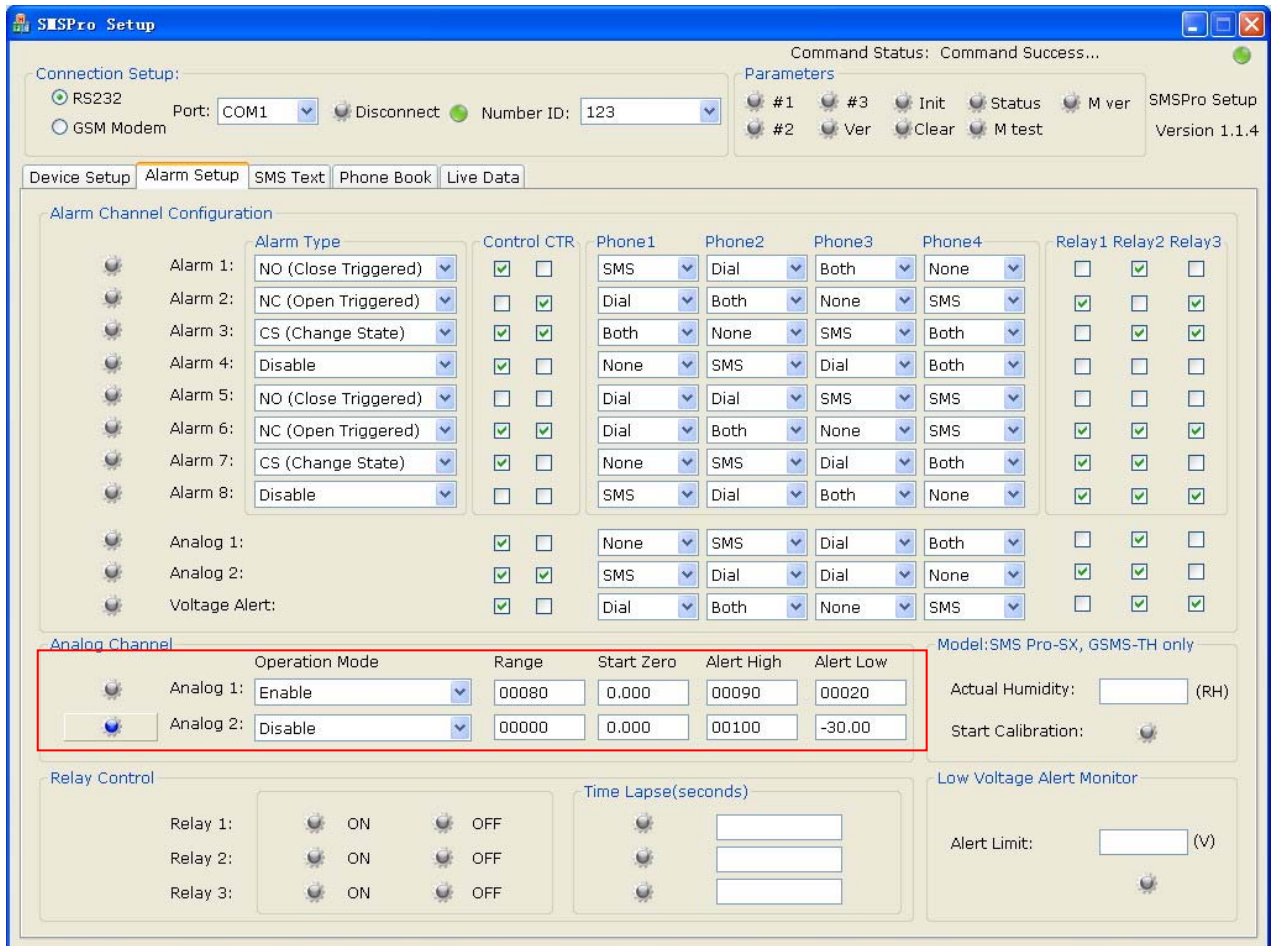 SMSPro Setup
Command Status: Command Success...
Connection Setup:
RS232
GSM Modem
Port: COM1 Disconnect Number ID: 123
Parameters
#1 #3 Init Status M ver
#2 Ver Clear M test
SMSPro Setup
Version 1.1.4
Device Setup Alarm Setup SMS Text Phone Book Live Data
Alarm Channel Configuration
Alarm Type Control CTR Phone1 Phone2 Phone3 Phone4 Relay1 Relay2 Relay3
Alarm 1: NO (Close Triggered) SMS Dial Both None
Alarm 2: NC (Open Triggered) Dial Both None SMS
Alarm 3: CS (Change State) Both None SMS Both
Alarm 4: Disable None SMS Dial Both
Alarm 5: NO (Close Triggered) Dial Dial SMS SMS
Alarm 6: NC (Open Triggered) Dial Both None SMS
Alarm 7: CS (Change State) None SMS Dial Both
Alarm 8: Disable SMS Dial Both None
Analog 1: None SMS Dial Both
Analog 2: SMS Dial Dial None
Voltage Alert: Dial Both None SMS
Analog Channel
Operation Mode Range Start Zero Alert High Alert Low
Analog 1: Enable 00080 0.000 00090 00020
Analog 2: Disable 00000 0.000 00100 -30.00
Model:SMS Pro-SX, GSMS-TH only
Actual Humidity: (RH)
Start Calibration:
Relay Control
Time Lapse(seconds)
Relay 1: ON OFF
Relay 2: ON OFF
Relay 3: ON OFF
Low Voltage Alert Monitor
Alert Limit: (V)